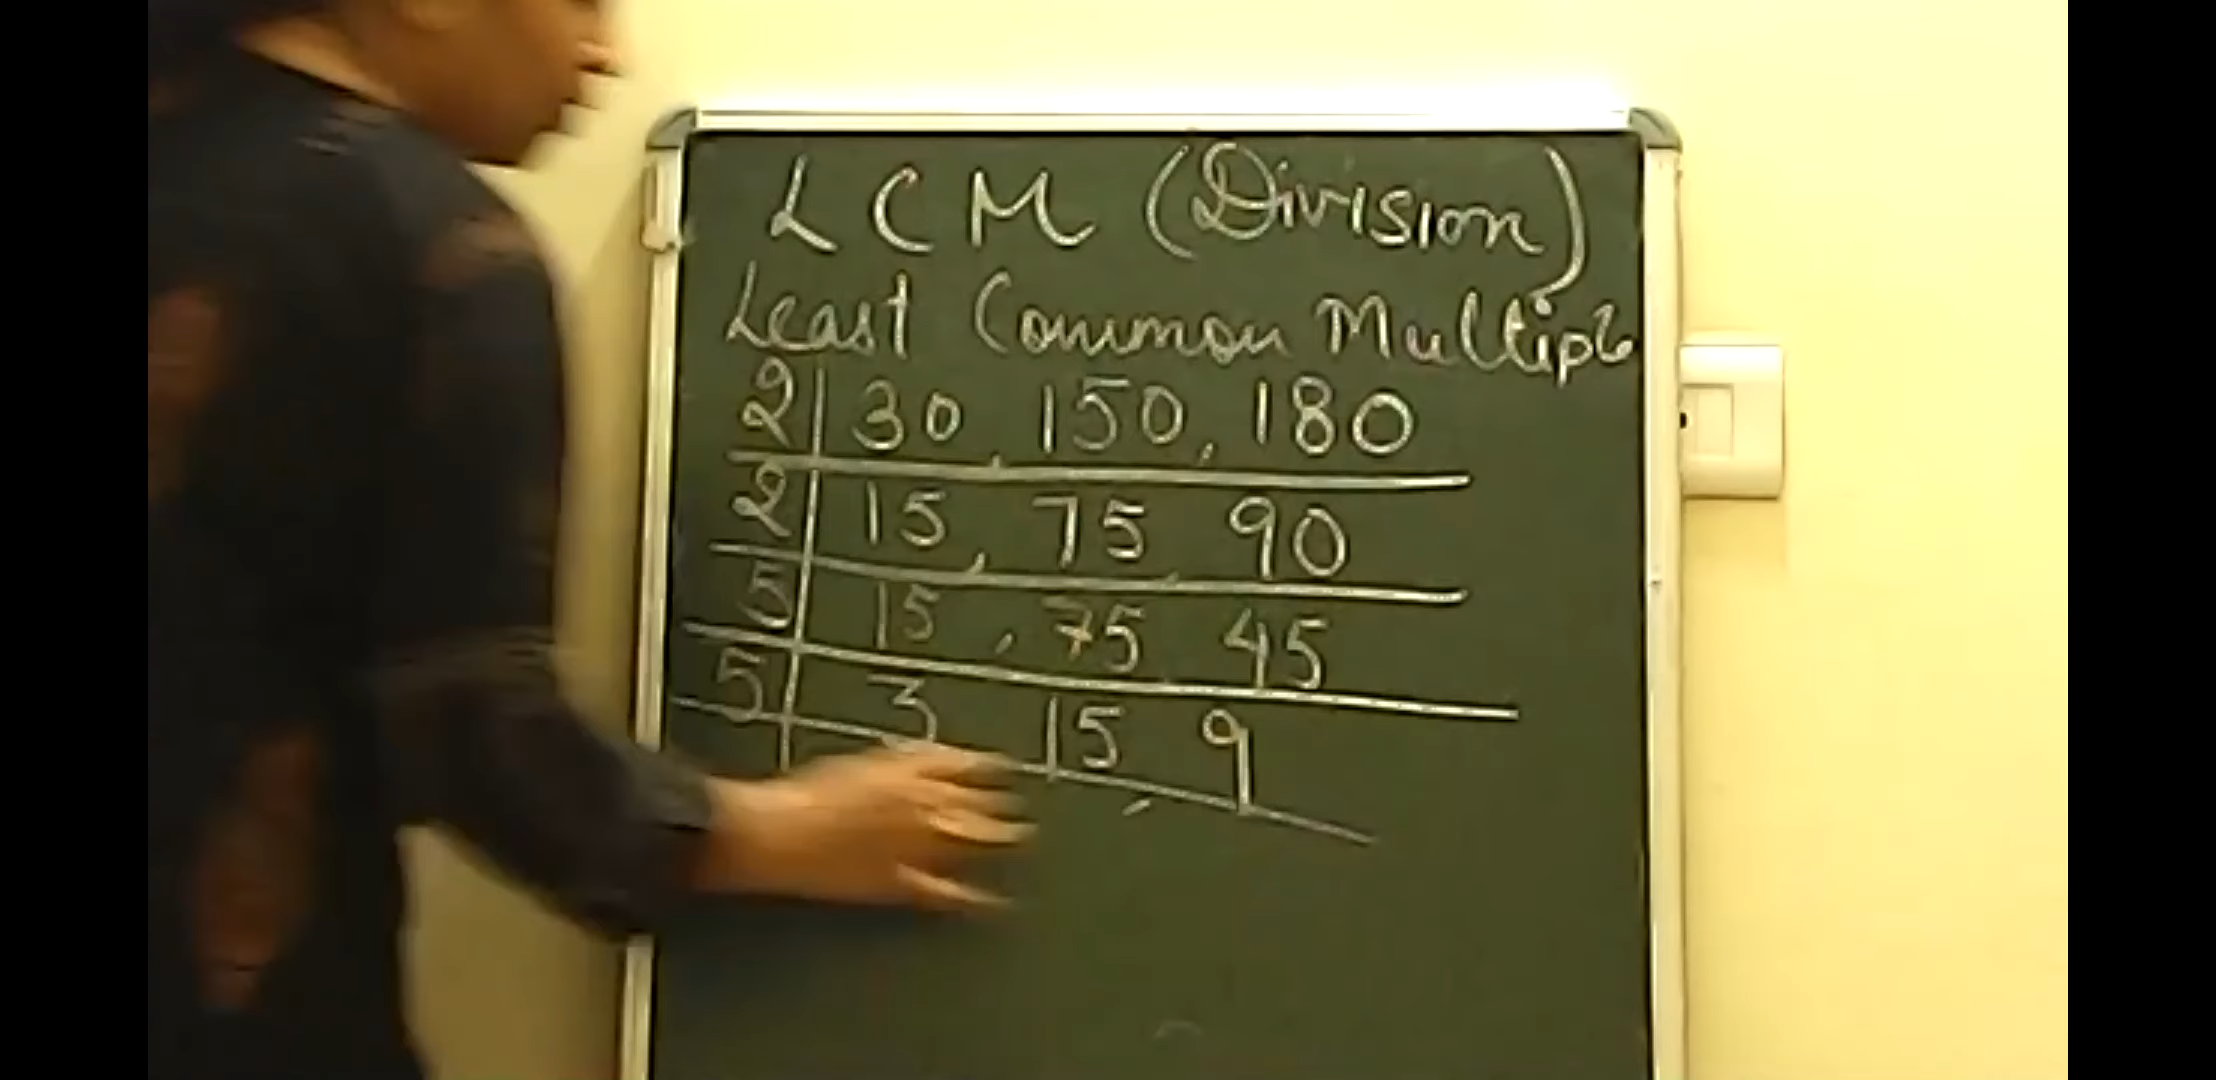 LCM (Division)
Least Common Multiple
2 | 30, 150, 180
2 | 15, 75, 90
5 | 15, 75, 45
5 | 3 15, 9